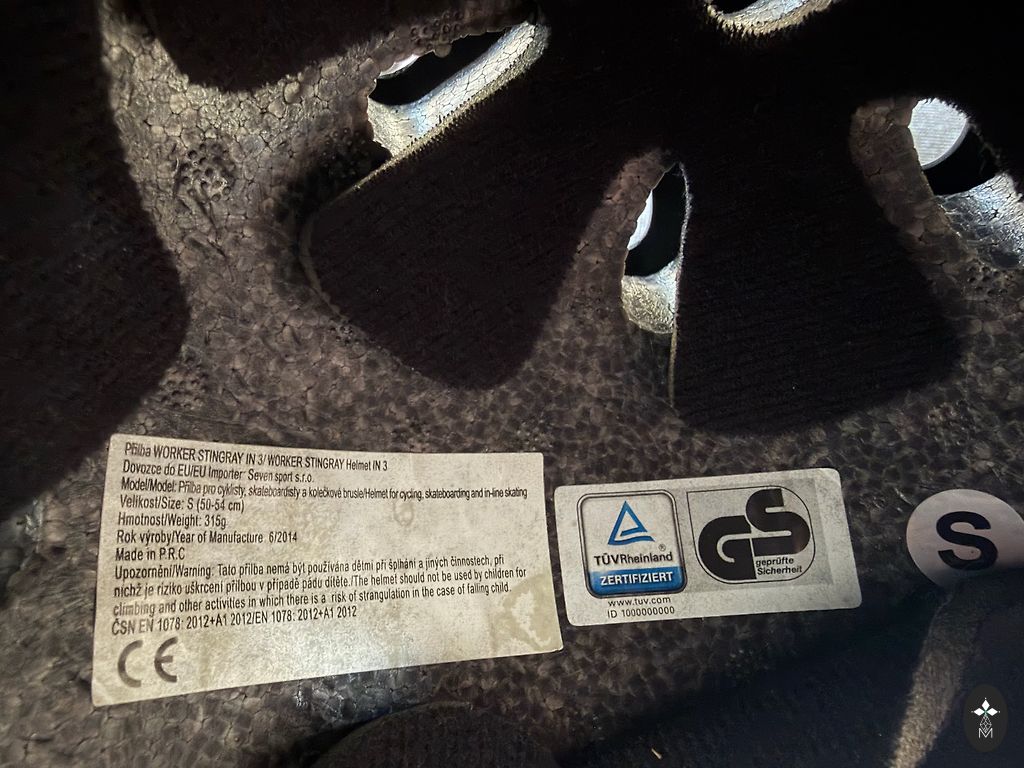 Přilba WORKER STINGRAY IN 3/ WORKER STINGRAY Helmet IN 3
Dovozce do EU/EU Importer: Seven sport s.r.o.
Model/Model: Přilba pro cyklisty, skateboardisty a kolečkové brusle/Helmet for cycling, skateboarding and in-line skating
Velikost/Size: S (50-54 cm)
Hmotnost/Weight: 315g
Rok výroby/Year of Manufacture 6/2014
Made in P.R.C
Upozornění/Warning: Tato přilba nemá být používána dětmi při šplhání a jiných činnostech, při
nichž je riziko uškrcení přilbou v případě pádu dítěte./The helmet should not be used by children for
climbing and other activities in which there is a risk of strangulation in the case of falling child.
ČSN EN 1078: 2012+A1 2012/EN 1078: 2012+A1 2012
CE
TÜVRheinland®
ZERTIFIZIERT
www.tuv.com
ID 1000000000
GS
geprüfte
Sicherheit
S
M